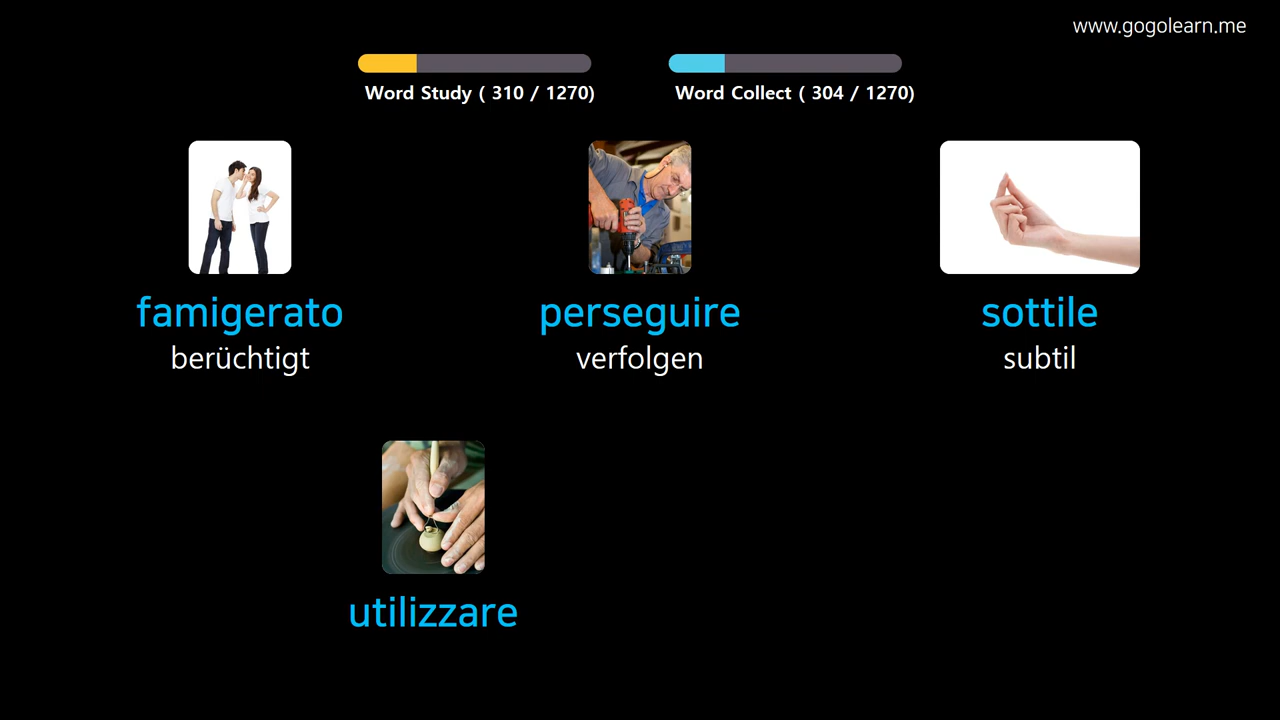 www.gogolearn.me
Word Study ( 310 / 1270)
Word Collect ( 304 / 1270)
famigerato
perseguire
sottile
berüchtigt
verfolgen
subtil
utilizzare